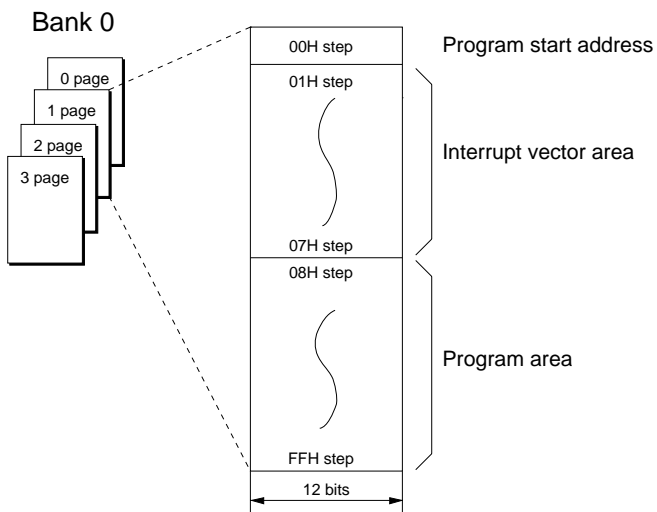 Bank 0
0 page
1 page
2 page
3 page
00H step
Program start address
01H step
Interrupt vector area
07H step
08H step
Program area
FFH step
12 bits